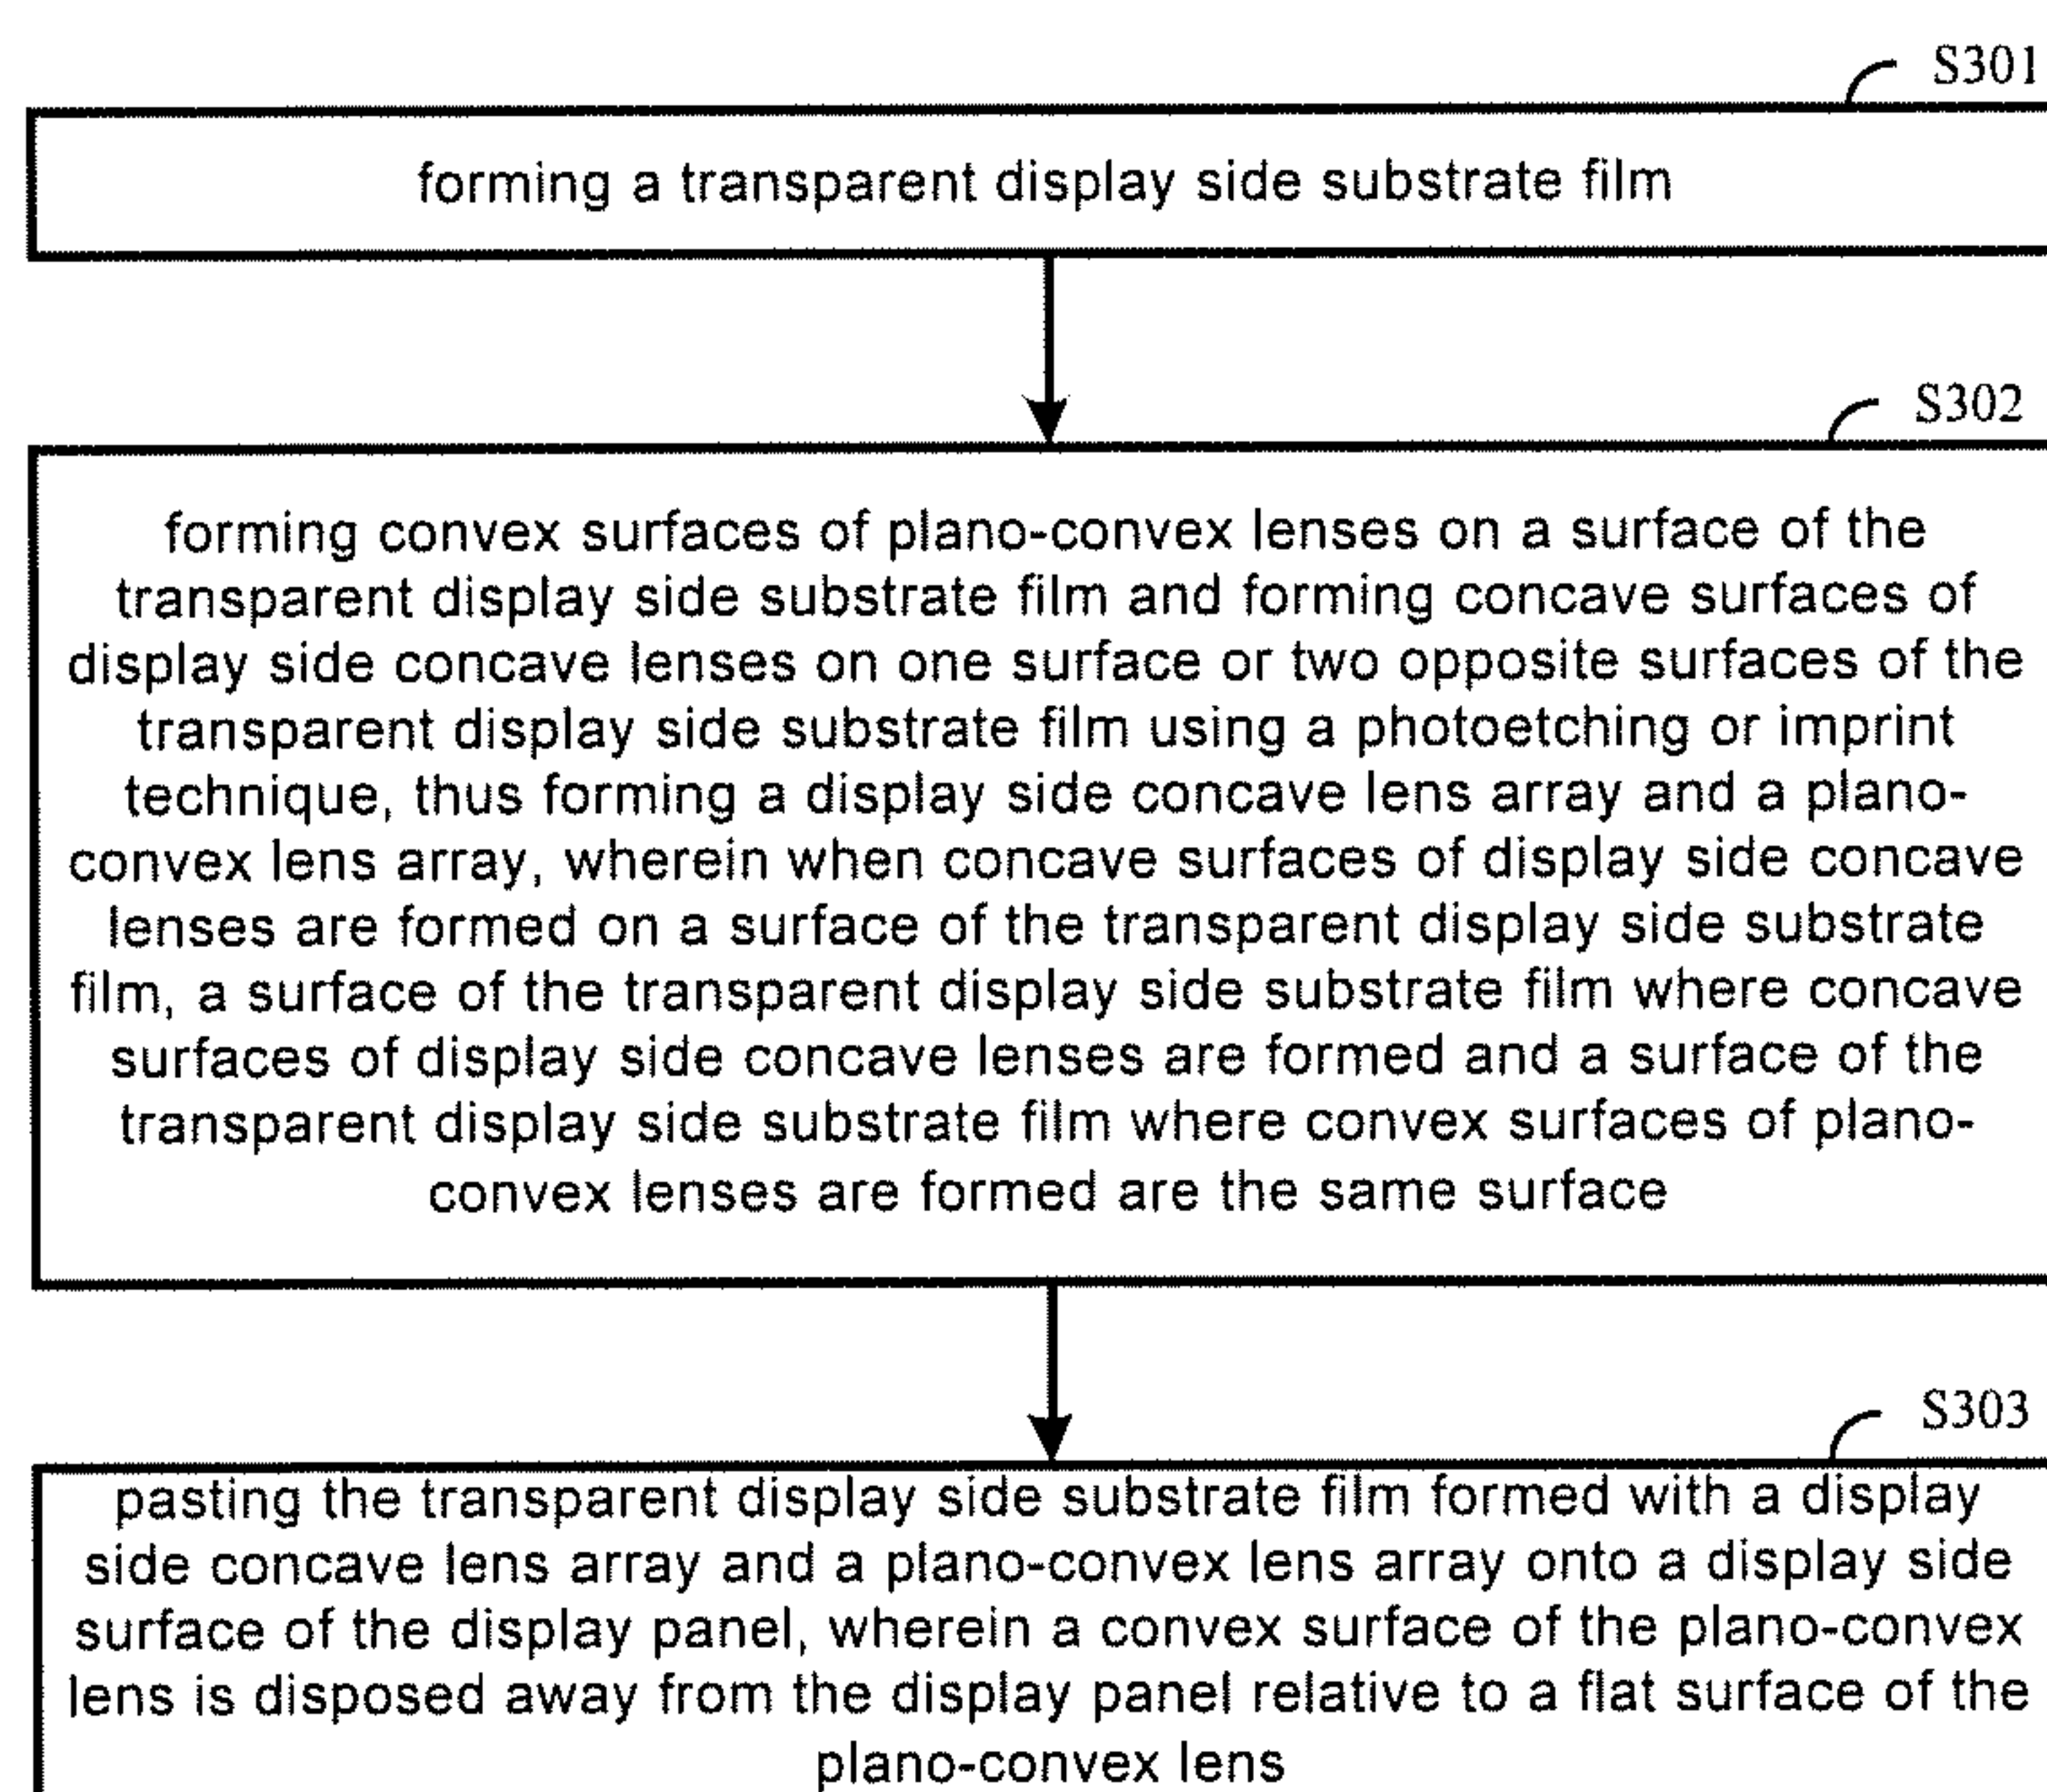 S301
forming a transparent display side substrate film
S302
forming convex surfaces of plano-convex lenses on a surface of the
transparent display side substrate film and forming concave surfaces of
display side concave lenses on one surface or two opposite surfaces of the
transparent display side substrate film using a photoetching or imprint
technique, thus forming a display side concave lens array and a plano-
convex lens array, wherein when concave surfaces of display side concave
lenses are formed on a surface of the transparent display side substrate
film, a surface of the transparent display side substrate film where concave
surfaces of display side concave lenses are formed and a surface of the
transparent display side substrate film where convex surfaces of plano-
convex lenses are formed are the same surface
S303
pasting the transparent display side substrate film formed with a display
side concave lens array and a plano-convex lens array onto a display side
surface of the display panel, wherein a convex surface of the plano-convex
lens is disposed away from the display panel relative to a flat surface of the
plano-convex lens